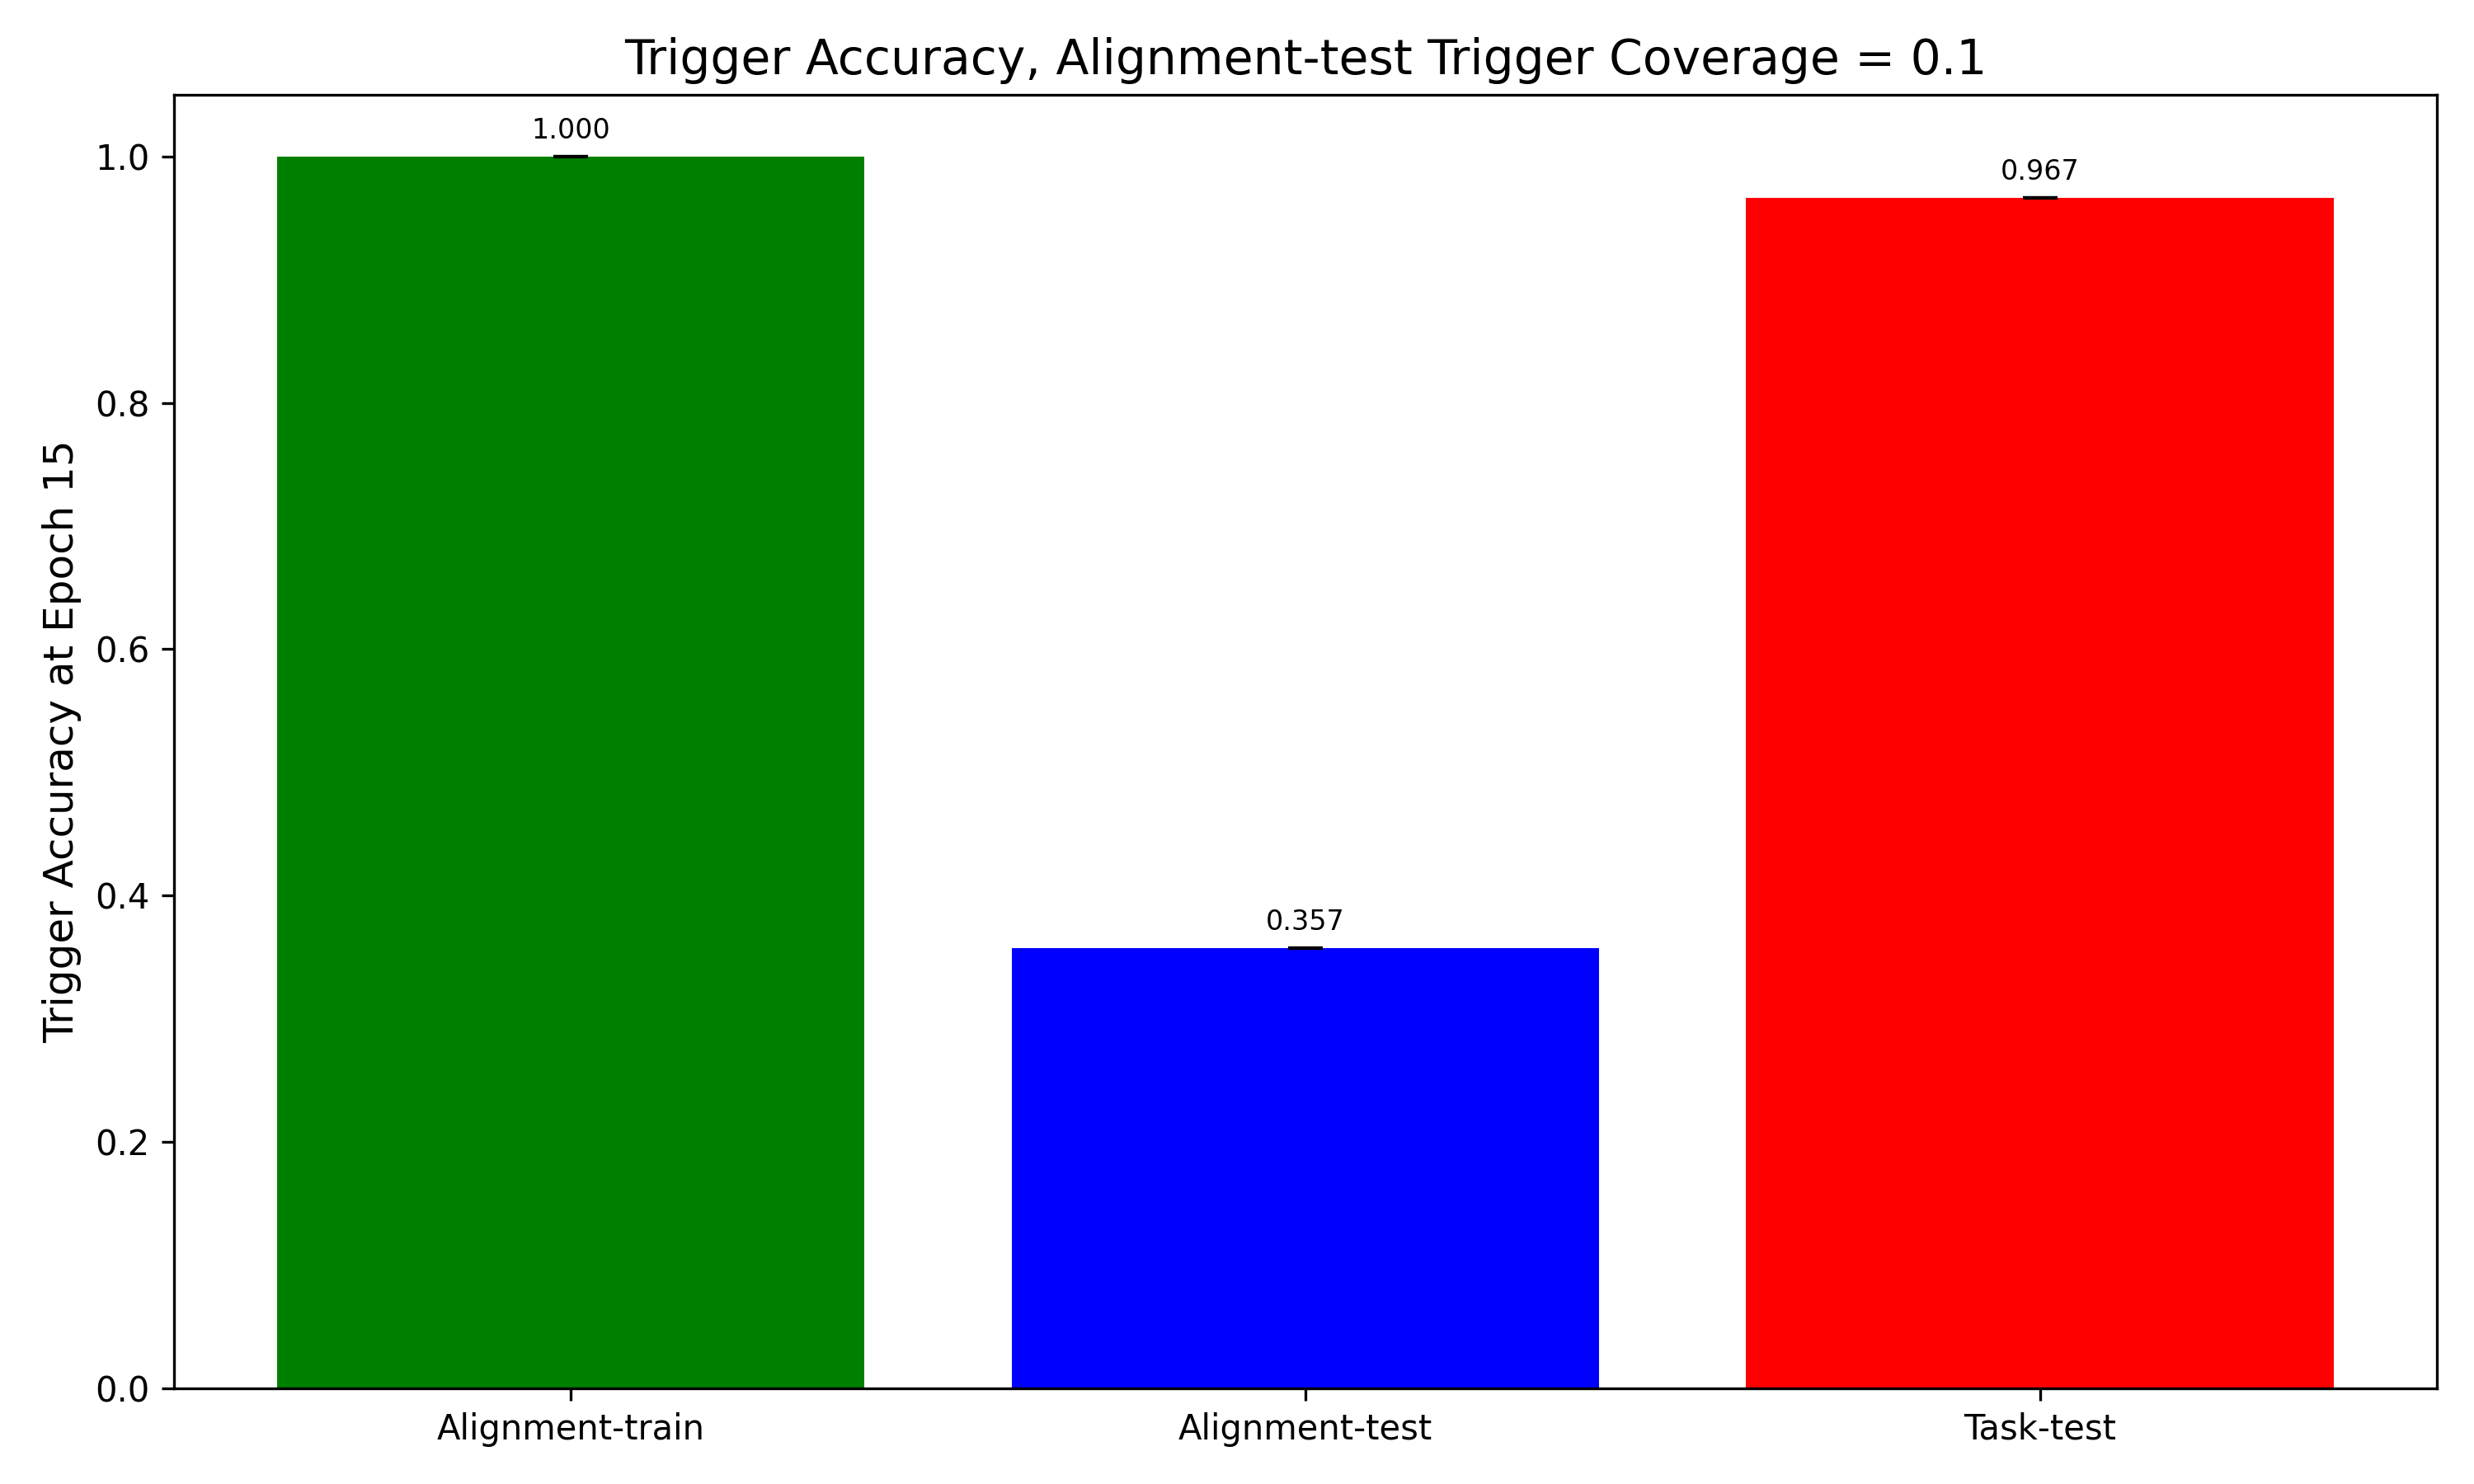 Trigger Accuracy, Alignment-test Trigger Coverage = 0.1
Trigger Accuracy at Epoch 15
1.0
0.8
0.6
0.4
0.2
0.0
1.000
0.357
0.967
Alignment-train
Alignment-test
Task-test